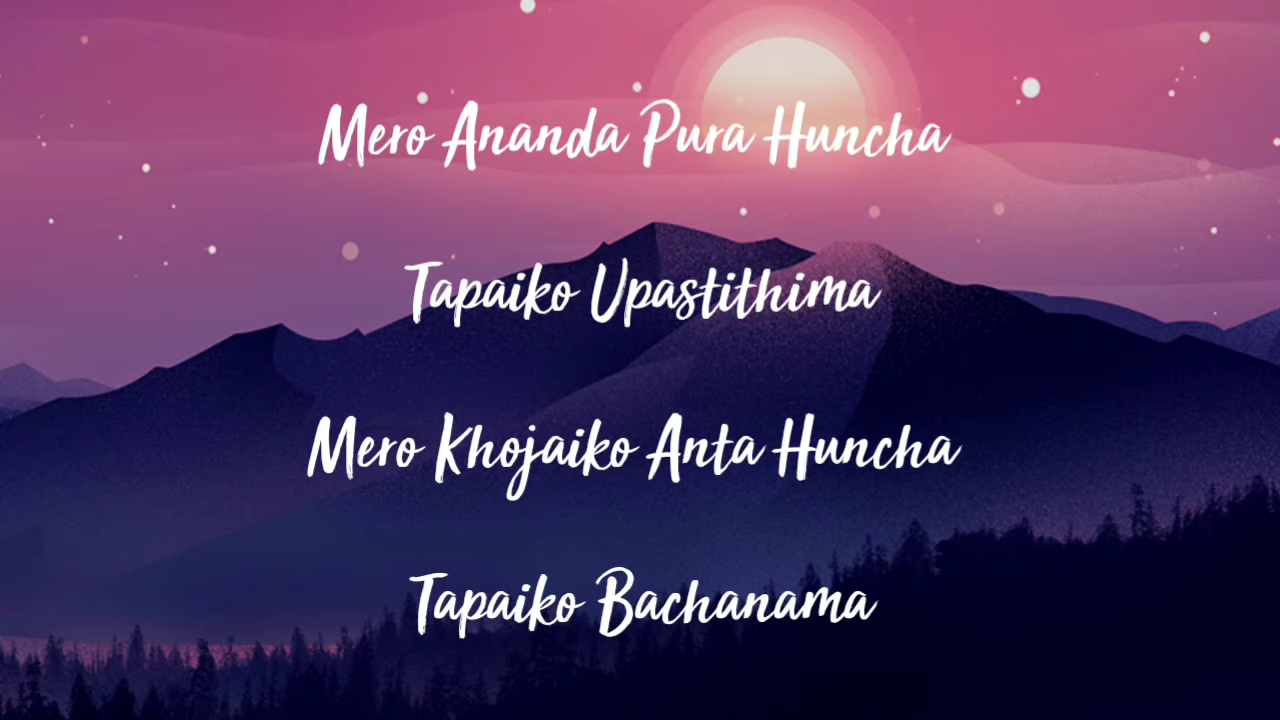 Mero Ananda Pura Huncha
Tapaiko Upastithima
Mero Khojaiko Anta Huncha
Tapaiko Bachanama